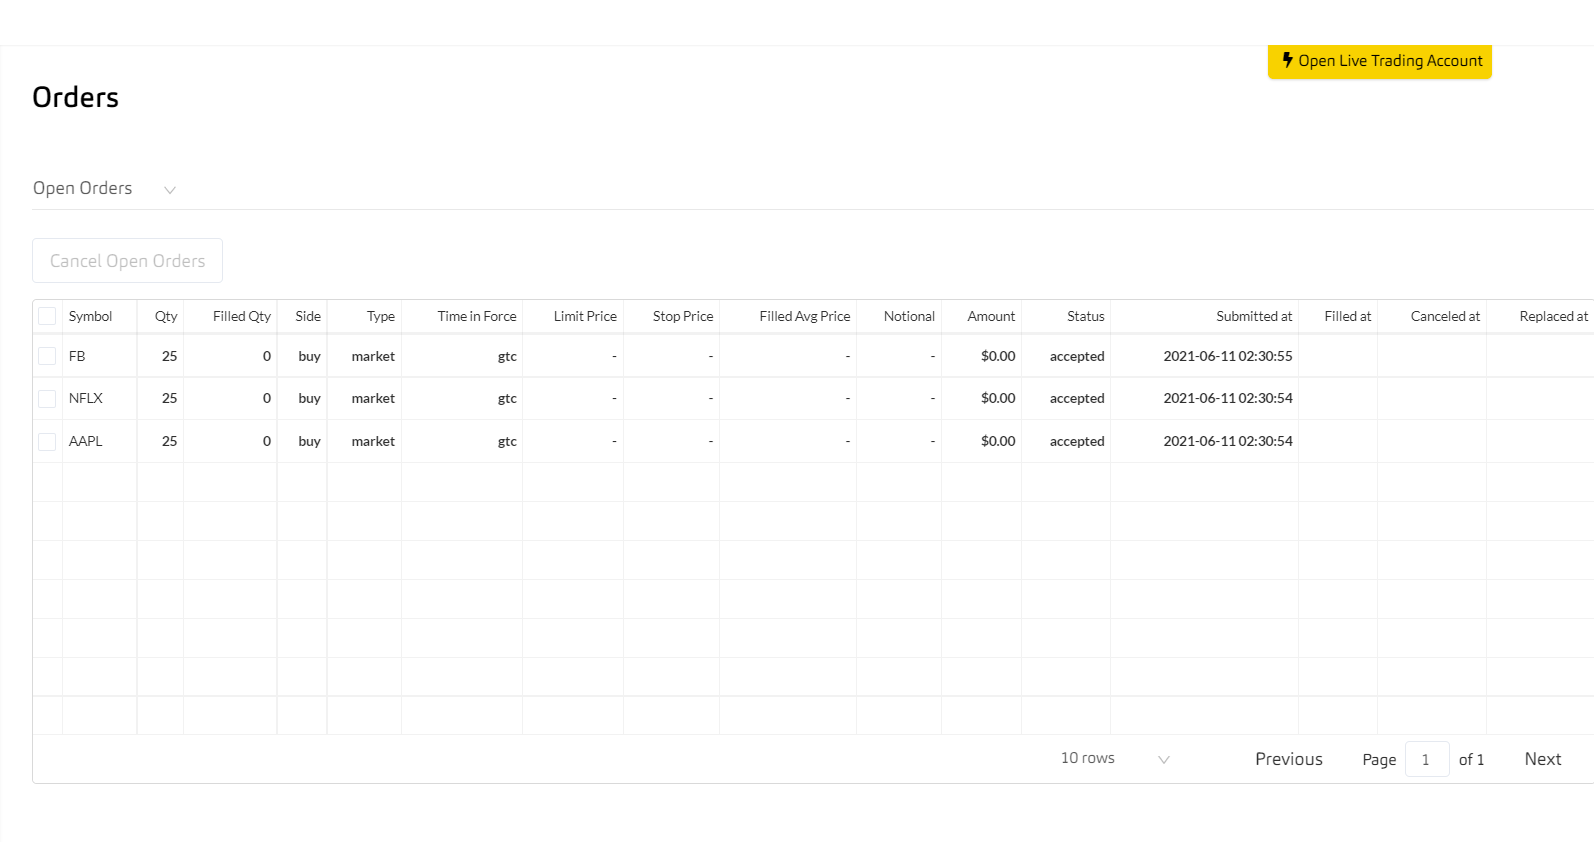 Open Live Trading Account
Orders
Open Orders
Cancel Open Orders
Symbol Qty Filled Qty Side Type Time in Force Limit Price Stop Price Filled Avg Price Notional Amount Status Submitted at Filled at Canceled at Replaced at
FB 25 0 buy market gtc - - - - $0.00 accepted 2021-06-11 02:30:55
NFLX 25 0 buy market gtc - - - - $0.00 accepted 2021-06-11 02:30:54
AAPL 25 0 buy market gtc - - - - $0.00 accepted 2021-06-11 02:30:54
10 rows Previous Page 1 of 1 Next